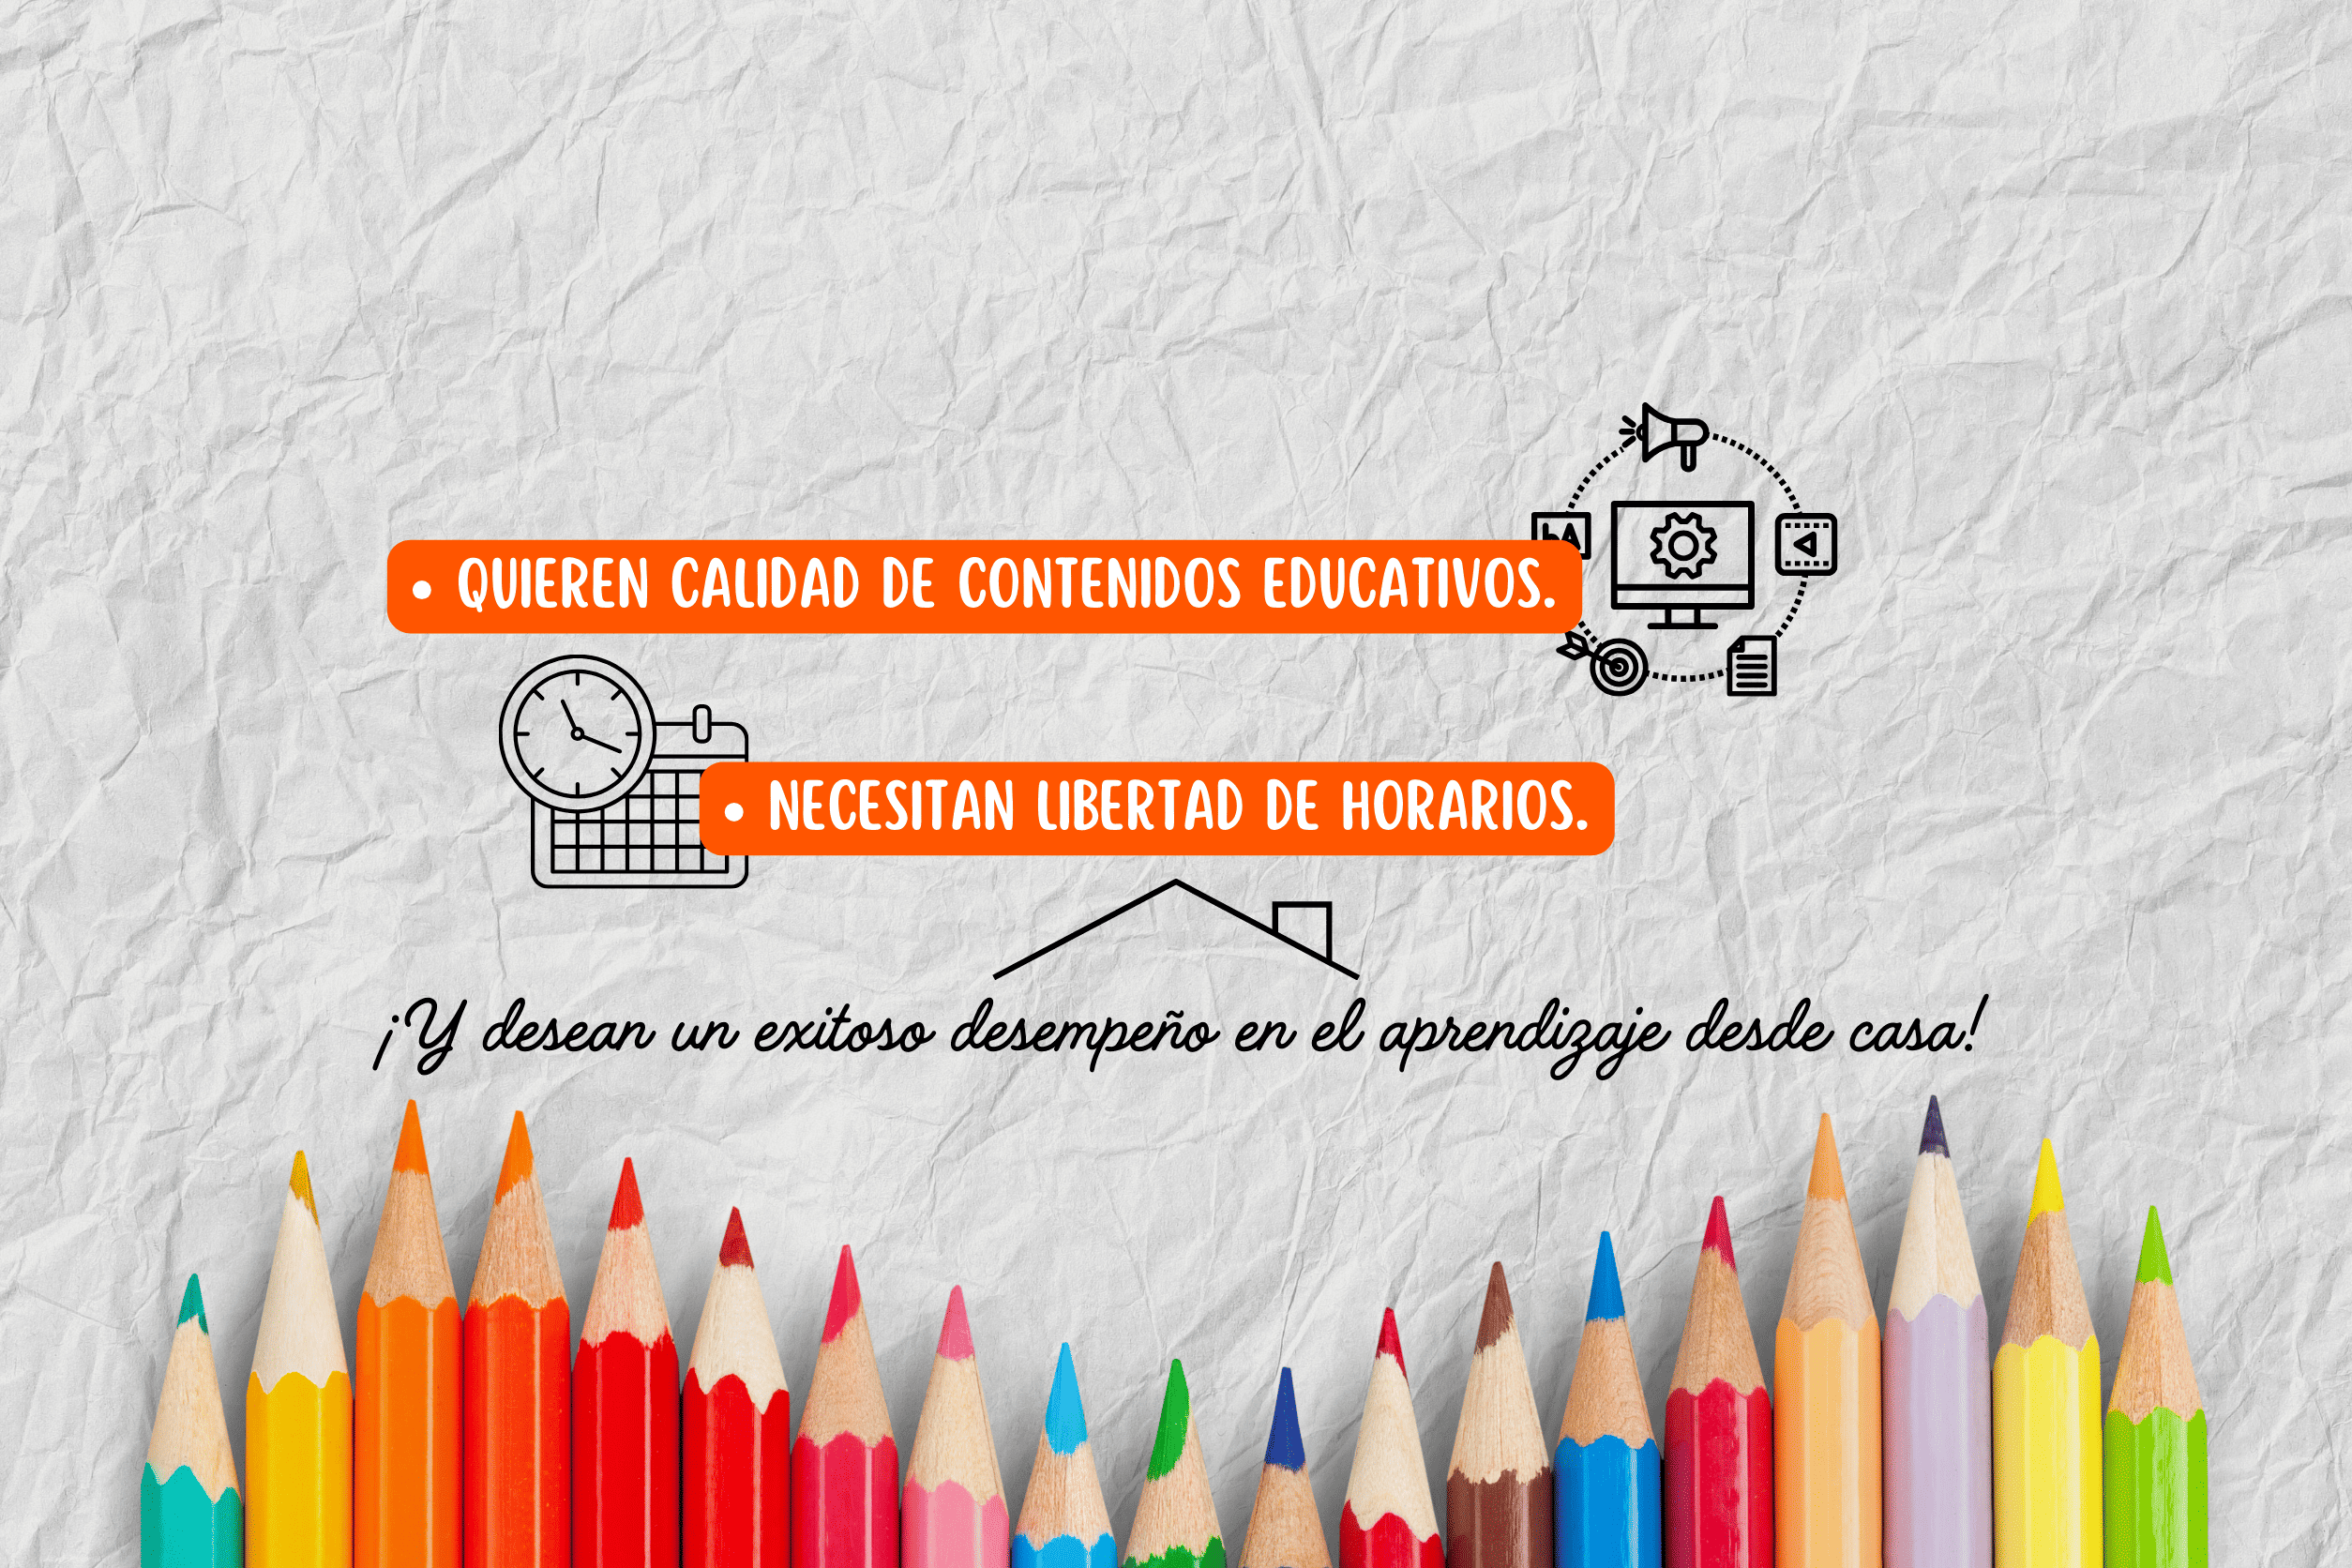 • QUIEREN CALIDAD DE CONTENIDOS EDUCATIVOS.
• NECESITAN LIBERTAD DE HORARIOS.
¡Y desean un exitoso desempeño en el aprendizaje desde casa!